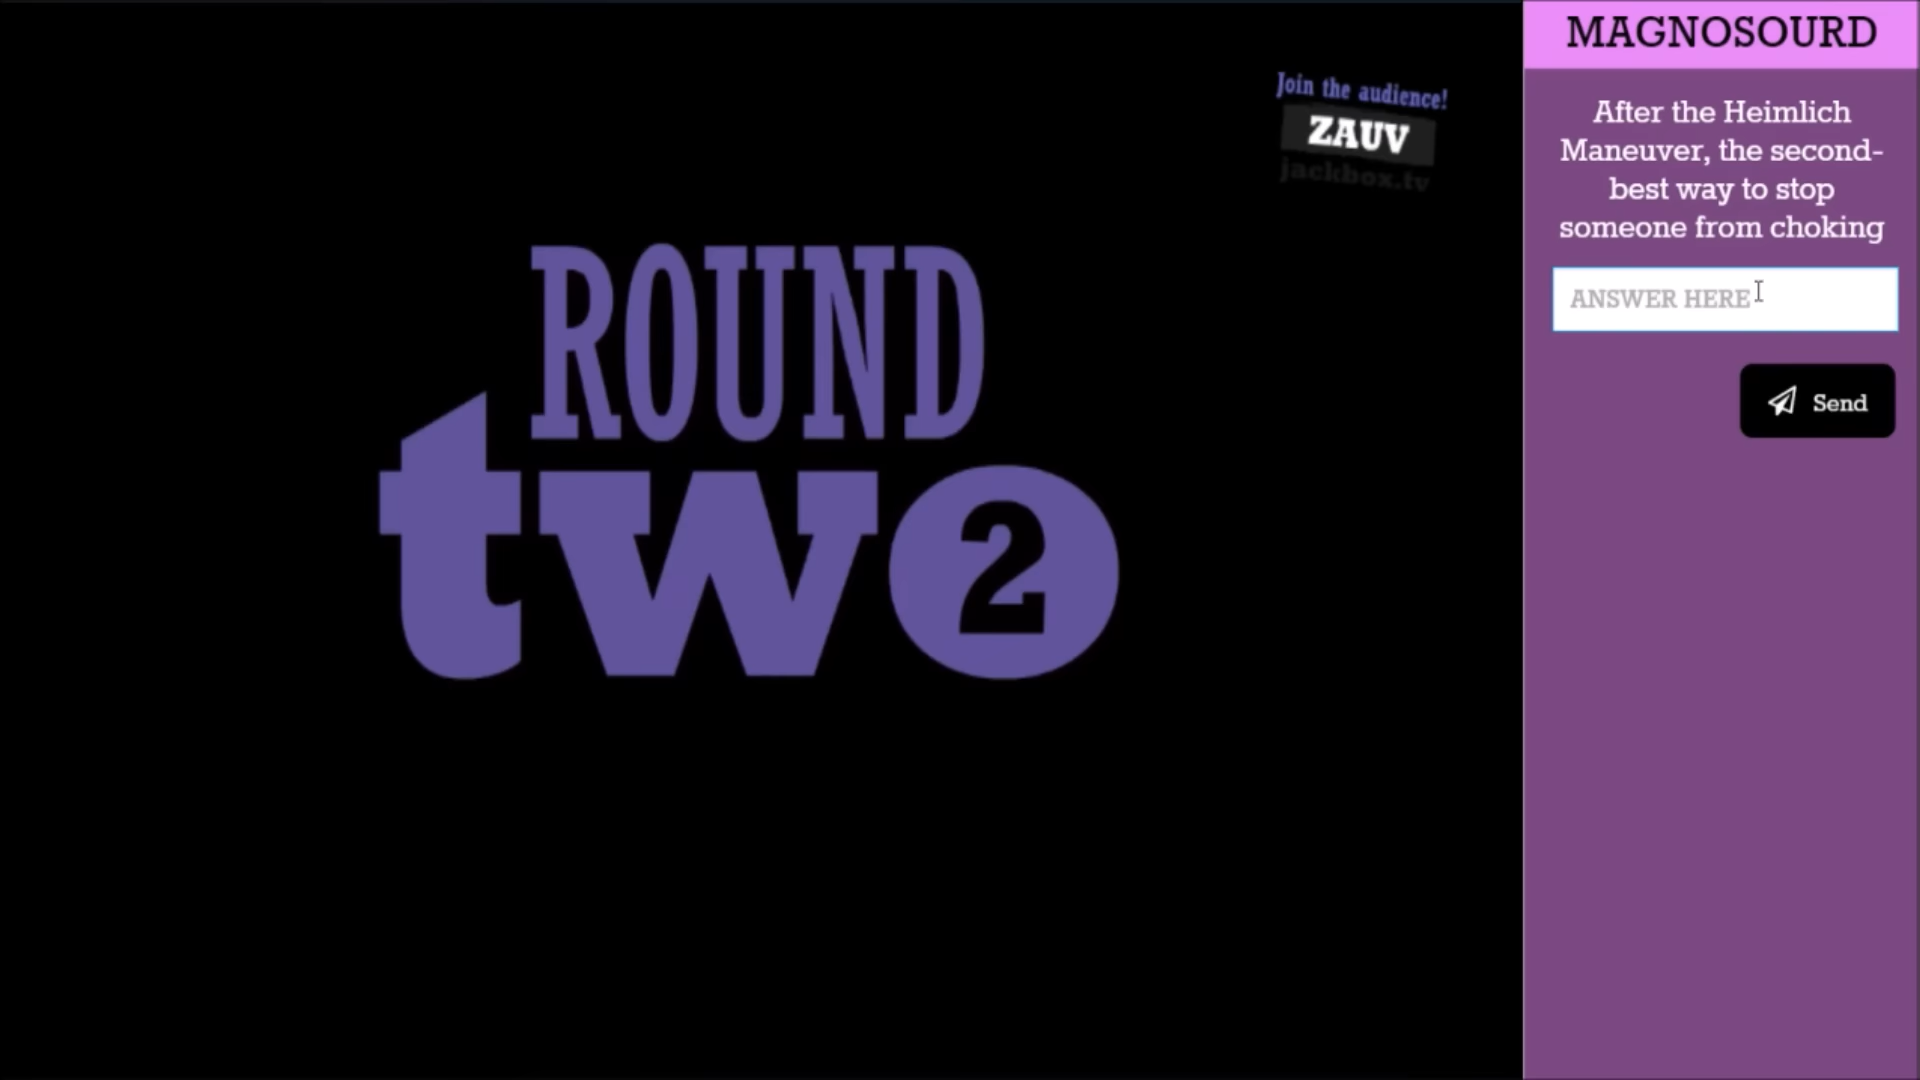 Join the audience!
ZAUV
jackbox.tv
ROUND
two
2
MAGNOSOURD
After the Heimlich
Maneuver, the second-
best way to stop
someone from choking
ANSWER HERE
Send